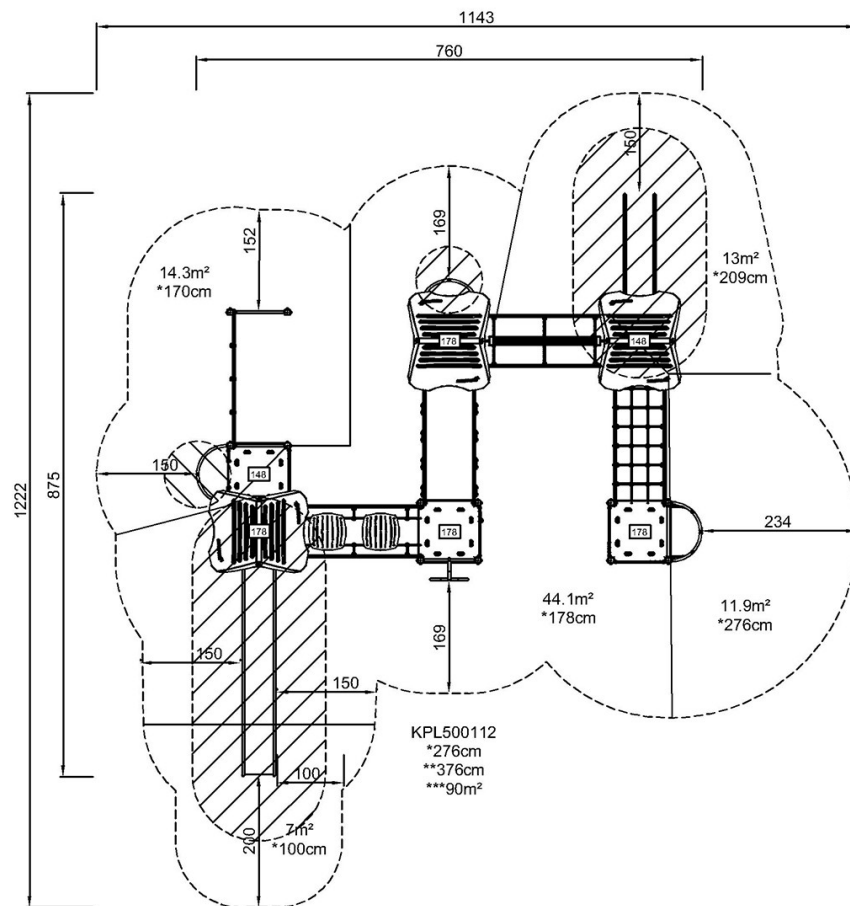 1143
760
150
169
152
13m²
*209cm
14.3m²
*170cm
178
148
1222
875
150
148
178
178
178
234
44.1m²
*178cm
11.9m²
*276cm
169
150
150
KPL500112
*276cm
**376cm
***90m²
100
7m²
*100cm
200